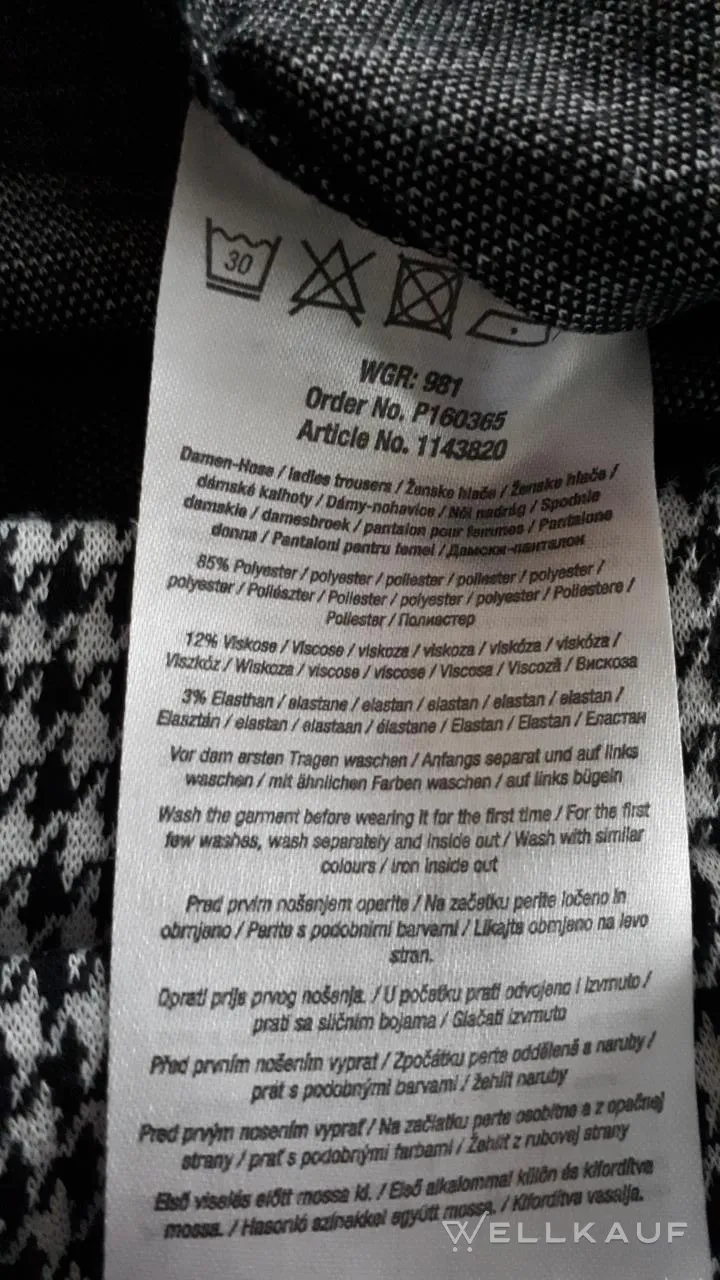 30
WGR: 981
Order No. P160365
Article No. 1143820
Damen-Hose / ladies trousers / Ženske hlače / Ženske hlače /
dámské kalhoty / Dámy-nohavice / Női nadrág / Spodnie
damskie / damesbroek / pantalon pour femmes / Pantalone
donna / Pantaloni pentru femei / Дамски-панталон
85% Polyester / polyester / poliester / poliester / polyester /
polyester / Poliészter / Poliester / polyester / polyester / Poliestere /
Poliester / Полиестер
12% Viskose / Viscose / viskoza / viskoza / viskóza / viskóza /
Viszkóz / Wiskoza / viscose / viscose / Viscosa / Viscoză / Вискоза
3% Elasthan / elastane / elastan / elastan / elastan / elastan /
Elasztán / elastan / elastaan / élastane / Elastan / Elastan / Еластан
Vor dem ersten Tragen waschen / Anfangs separat und auf links
waschen / mit ähnlichen Farben waschen / auf links bügeln
Wash the garment before wearing it for the first time / For the first
few washes, wash separately and inside out / Wash with similar
colours / iron inside out
Pred prvim nošenjem operite / Na začetku perite ločeno in
obrnjeno / Perite s podobnimi barvami / Likajte obrnjeno na levo
stran.
Oprati prije prvog nošenja. / U početku prati odvojeno i izvrnuto /
prati sa sličnim bojama / Glačati izvrnuto
Před prvním nošením vyprat / Zpočátku perte odděleně a naruby /
prát s podobnými barvami / žehlit naruby
Pred prvým nosením vyprať / Na začiatku perte osobitne a z opačnej
strany / prať s podobnými farbami / Žehliť z rubovej strany
Első viselés előtt mossa ki. / Első alkalommal külön és kifordítva
mossa. / Hasonló színekkel együtt mossa. / Kifordítva vasalja.
WELLKAUF